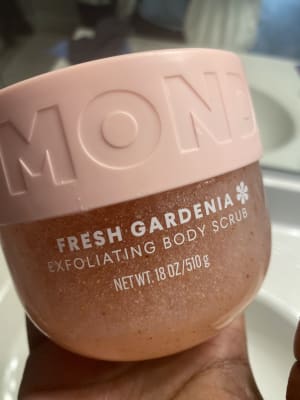 MOND
FRESH GARDENIA
EXFOLIATING BODY SCRUB
NET WT. 18 OZ/510 g